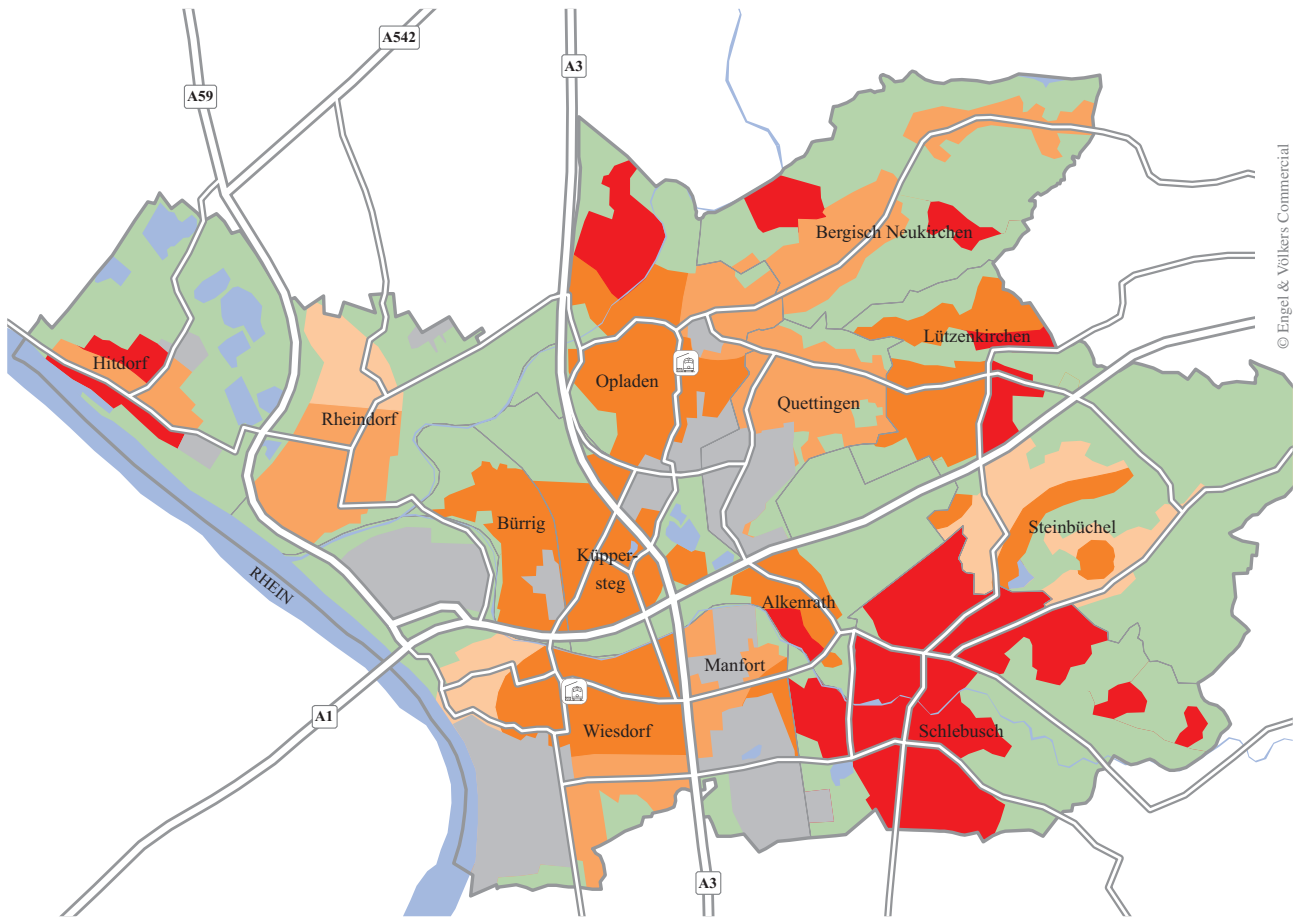 A542
A3
A59
© Engel & Völkers Commercial
Bergisch Neukirchen
Hitdorf
Lützenkirchen
Opladen
Rheindorf
Quettingen
Bürrig
Steinbüchel
Küpper-
steg
RHEIN
Alkenrath
Manfort
A1
Wiesdorf
Schlebusch
A3